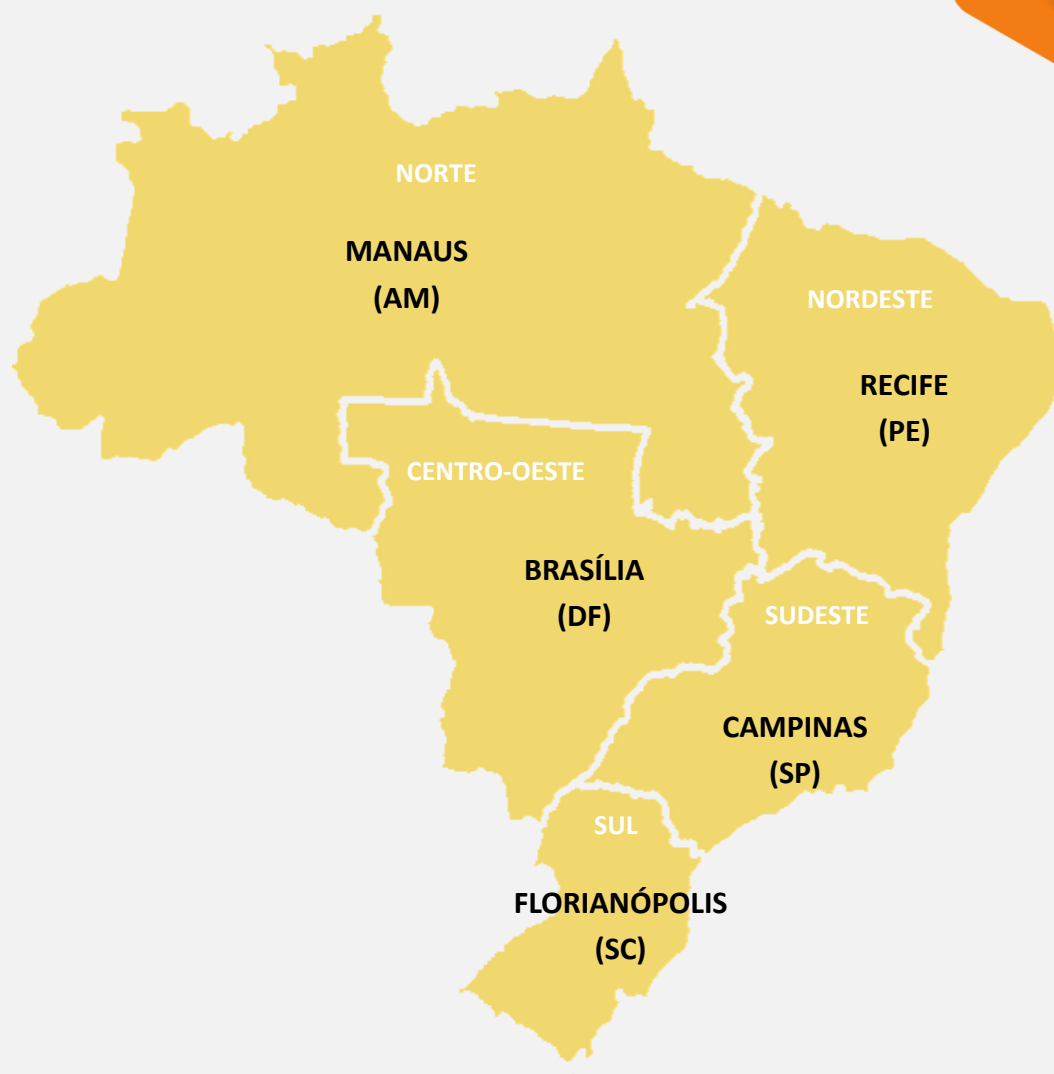 NORTE
MANAUS
(AM)
NORDESTE
RECIFE
(PE)
CENTRO-OESTE
BRASÍLIA
(DF)
SUDESTE
CAMPINAS
(SP)
SUL
FLORIANÓPOLIS
(SC)